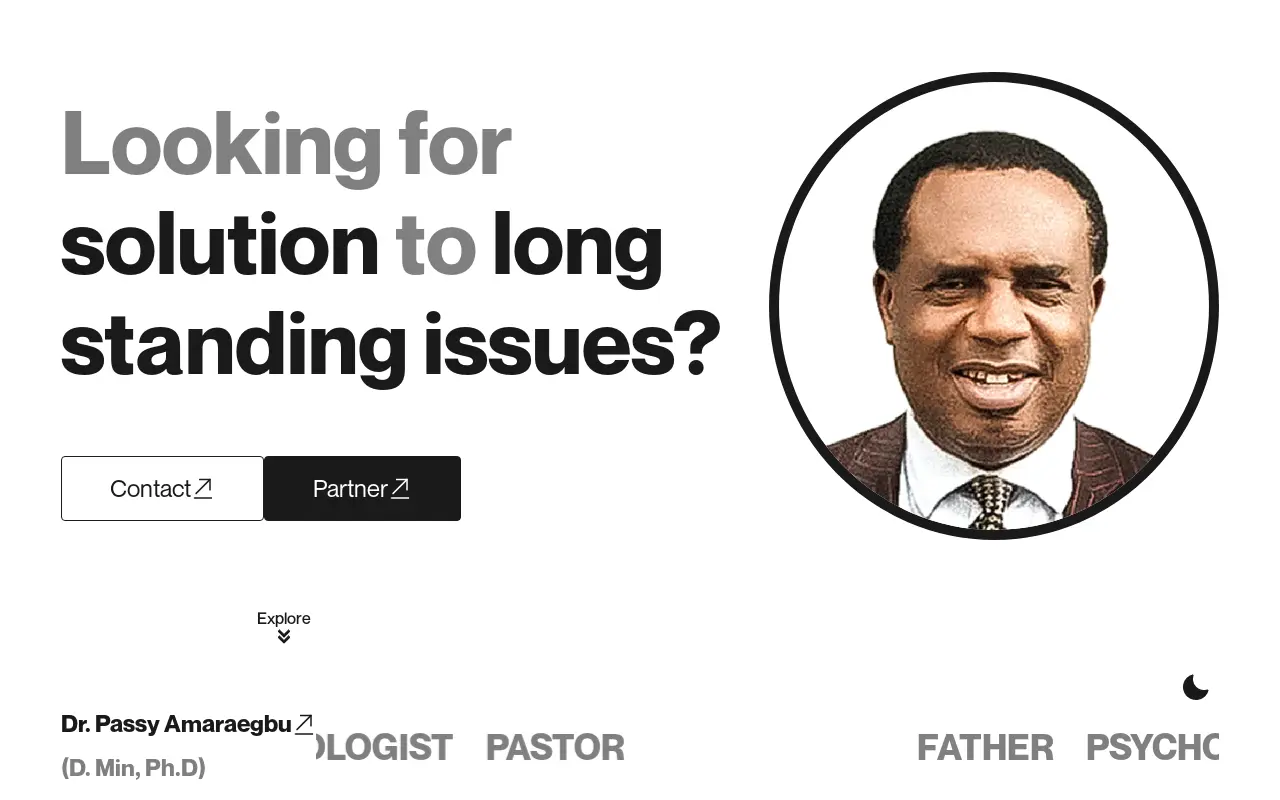 Looking for
solution to long
standing issues?
Contact
Partner
Explore
Dr. Passy Amaraegbu
(D. Min, Ph.D)
OLOGIST PASTOR FATHER PSYCHO